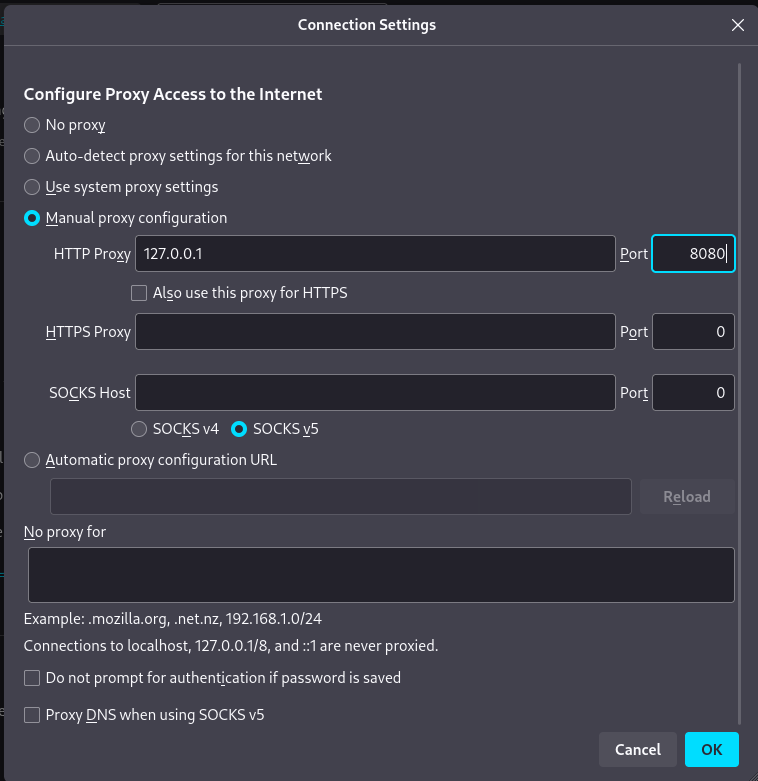 Connection Settings
Configure Proxy Access to the Internet
No proxy
Auto-detect proxy settings for this network
Use system proxy settings
Manual proxy configuration
HTTP Proxy 127.0.0.1 Port 8080
Also use this proxy for HTTPS
HTTPS Proxy Port 0
SOCKS Host Port 0
SOCKS v4 SOCKS v5
Automatic proxy configuration URL
Reload
No proxy for
Example: .mozilla.org, .net.nz, 192.168.1.0/24
Connections to localhost, 127.0.0.1/8, and ::1 are never proxied.
Do not prompt for authentication if password is saved
Proxy DNS when using SOCKS v5
Cancel OK